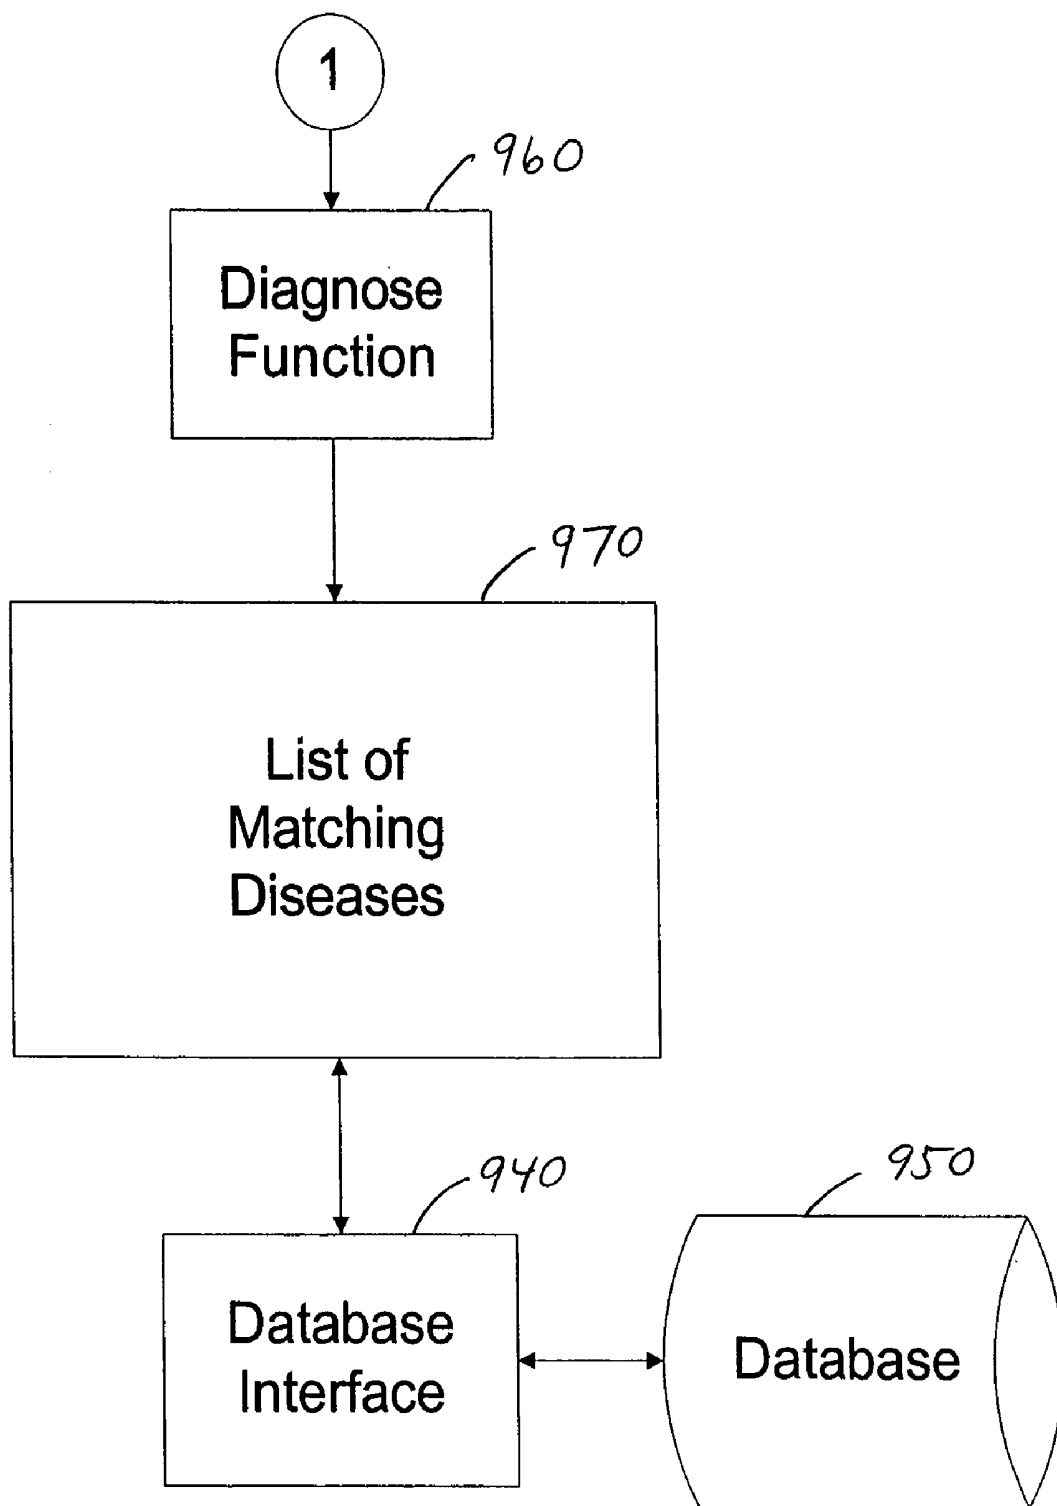 1
960
Diagnose
Function
970
List of
Matching
Diseases
940
950
Database
Interface
Database